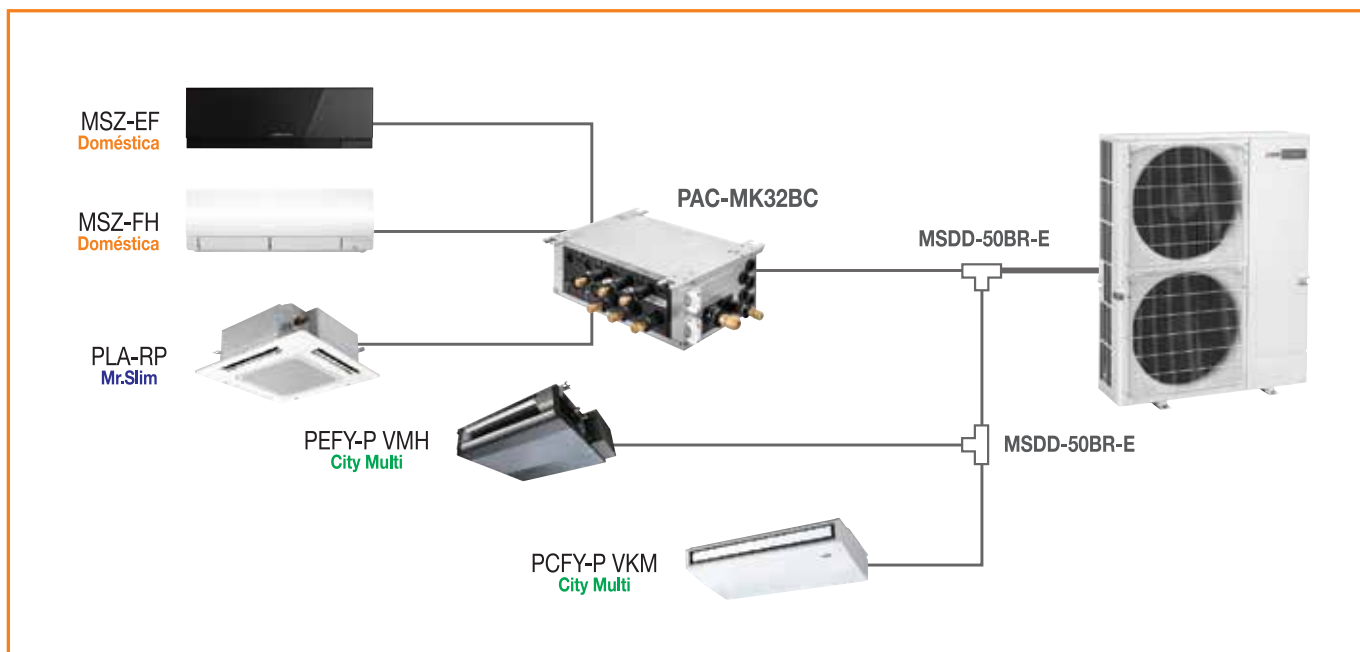 MSZ-EF
Doméstica
MSZ-FH
Doméstica
PAC-MK32BC
MSDD-50BR-E
PLA-RP
Mr.Slim
PEFY-P VMH
City Multi
MSDD-50BR-E
PCFY-P VKM
City Multi